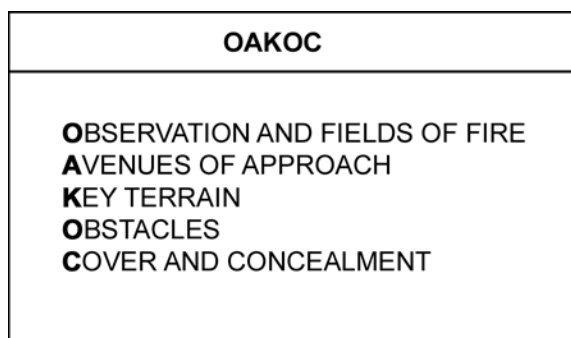 OAKOC
OBSERVATION AND FIELDS OF FIRE
AVENUES OF APPROACH
KEY TERRAIN
OBSTACLES
COVER AND CONCEALMENT